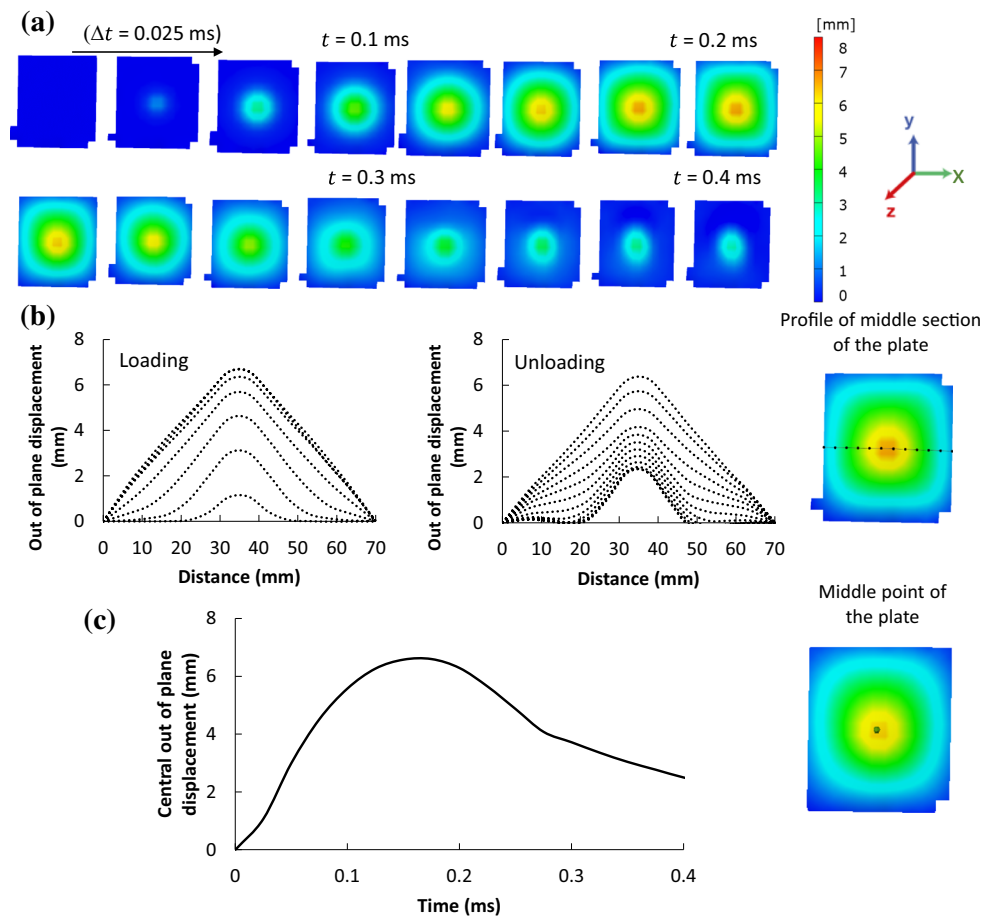 (a)
(Δt = 0.025 ms)
t = 0.1 ms
t = 0.2 ms
[mm]
8
7
6
5
4
3
2
1
0
y
X
z
t = 0.3 ms
t = 0.4 ms
(b)
Loading
Out of plane displacement
(mm)
8
6
4
2
0
0 10 20 30 40 50 60 70
Distance (mm)
Unloading
Out of plane displacement
(mm)
8
6
4
2
0
0 10 20 30 40 50 60 70
Distance (mm)
Profile of middle section
of the plate
(c)
Central out of plane
displacement (mm)
8
6
4
2
0
0 0.1 0.2 0.3 0.4
Time (ms)
Middle point of
the plate